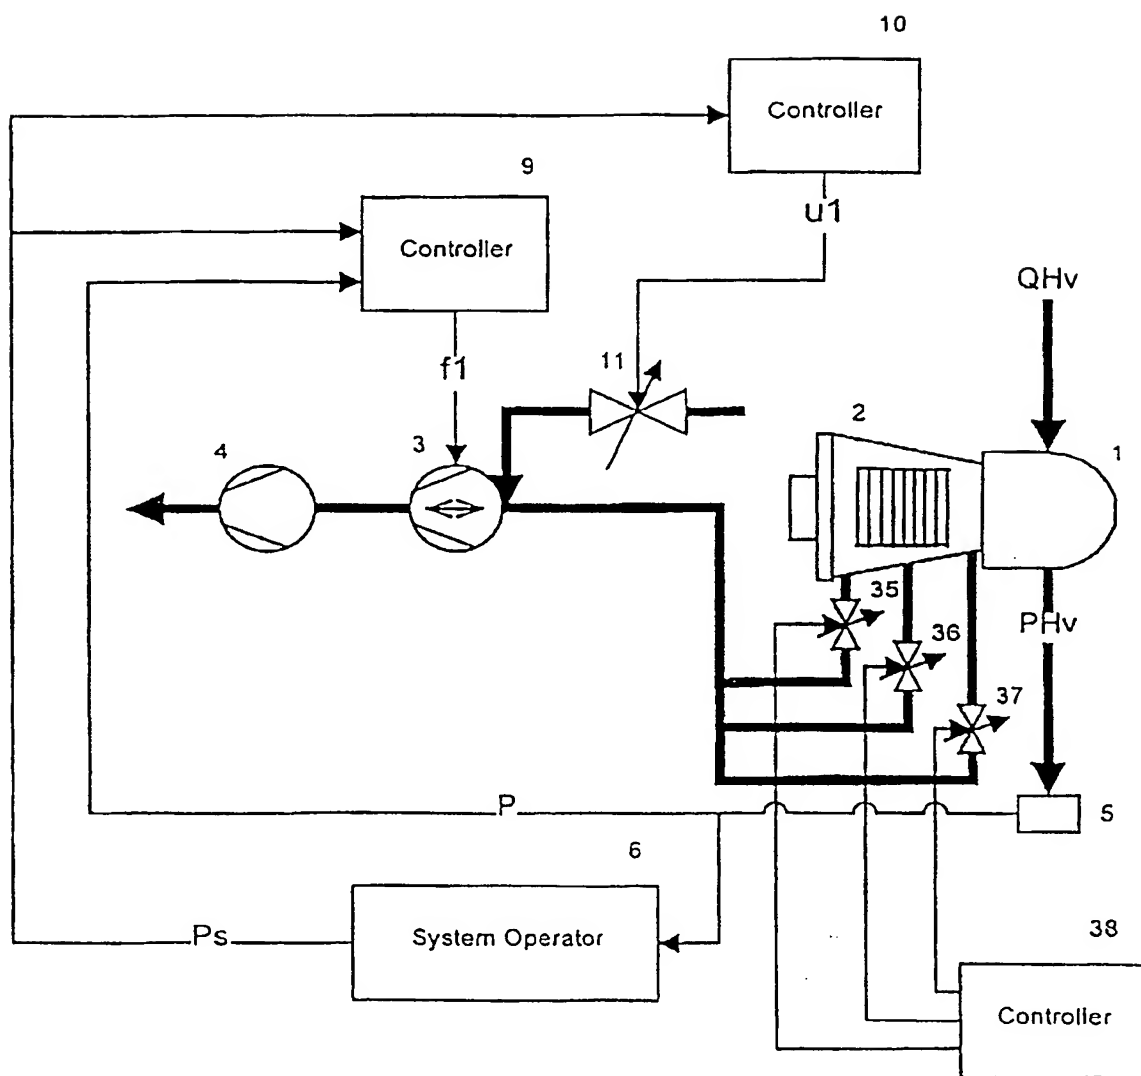 10
Controller
9
u1
Controller
QHv
f1
11
2
4
3
1
35
36
PHv
37
P
5
6
Ps
System Operator
38
Controller